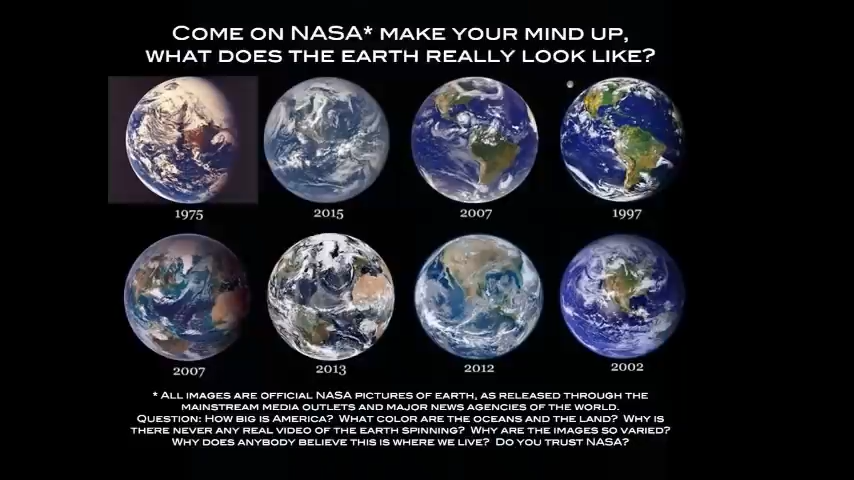 COME ON NASA* MAKE YOUR MIND UP,
WHAT DOES THE EARTH REALLY LOOK LIKE?
1975
2015
2007
1997
2007
2013
2012
2002
* ALL IMAGES ARE OFFICIAL NASA PICTURES OF EARTH, AS RELEASED THROUGH THE
MAINSTREAM MEDIA OUTLETS AND MAJOR NEWS AGENCIES OF THE WORLD.
QUESTION: HOW BIG IS AMERICA? WHAT COLOR ARE THE OCEANS AND THE LAND? WHY IS
THERE NEVER ANY REAL VIDEO OF THE EARTH SPINNING? WHY ARE THE IMAGES SO VARIED?
WHY DOES ANYBODY BELIEVE THIS IS WHERE WE LIVE? DO YOU TRUST NASA?